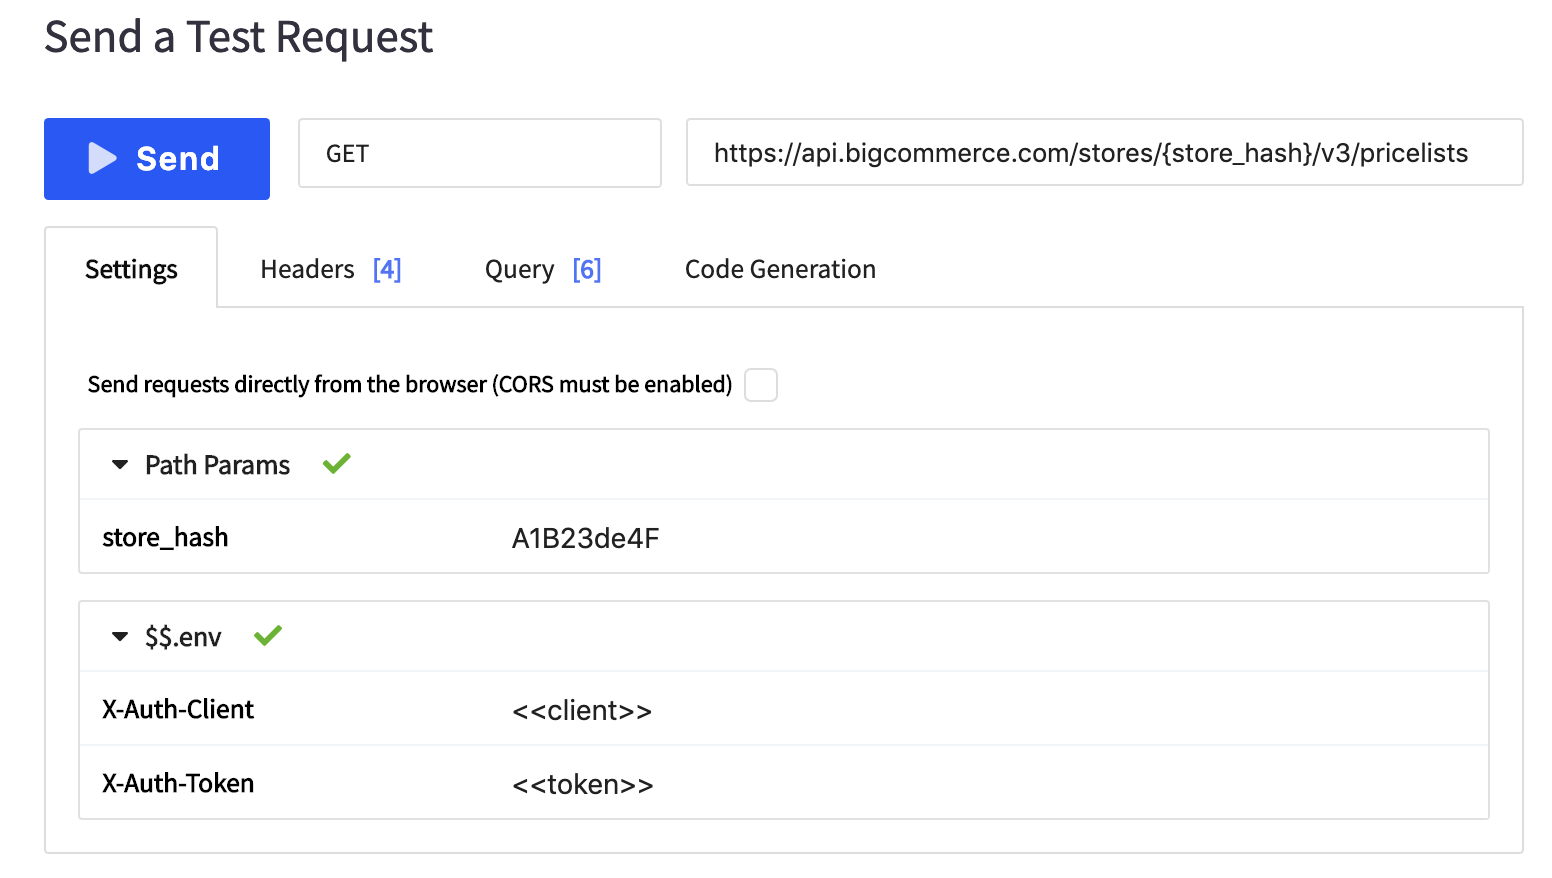 Send a Test Request
Send GET https://api.bigcommerce.com/stores/{store_hash}/v3/pricelists
Settings Headers [4] Query [6] Code Generation
Send requests directly from the browser (CORS must be enabled)
Path Params
store_hash A1B23de4F
$$.env
X-Auth-Client <<client>>
X-Auth-Token <<token>>